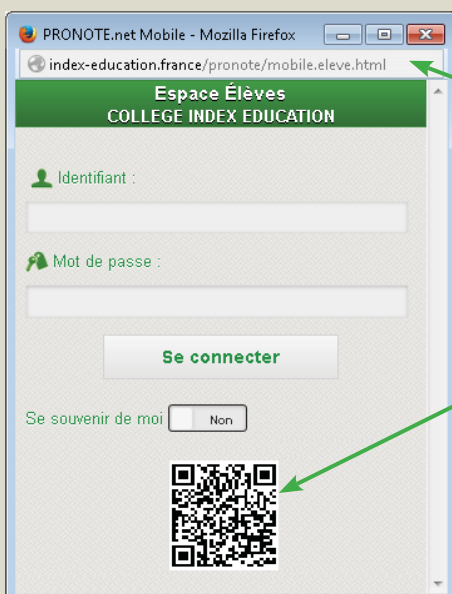 PRONOTE.net Mobile - Mozilla Firefox
index-education.france/pronote/mobile.eleve.html
Espace Élèves
COLLEGE INDEX EDUCATION
Identifiant :
Mot de passe :
Se connecter
Se souvenir de moi Non